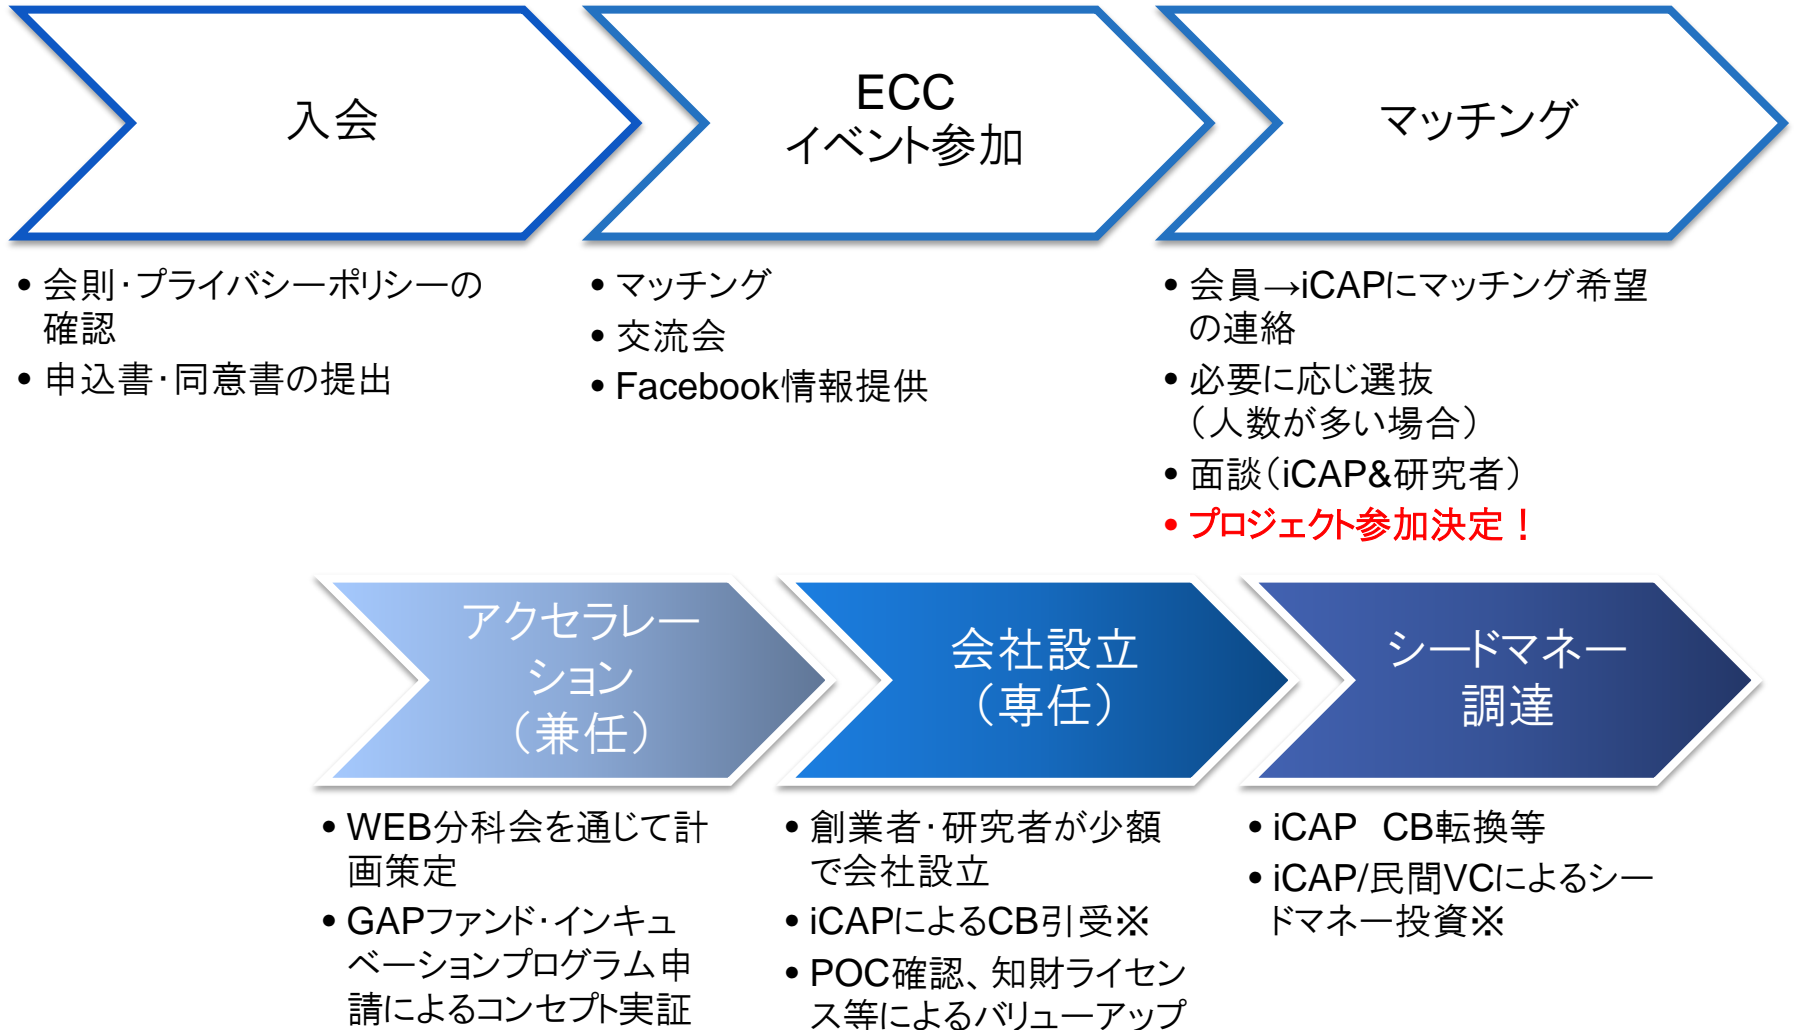 入会
ECC
イベント参加
マッチング
• 会則・プライバシーポリシーの
確認
• 申込書・同意書の提出
• マッチング
• 交流会
• Facebook情報提供
• 会員→iCAPにマッチング希望
の連絡
• 必要に応じ選抜
（人数が多い場合）
• 面談（iCAP&研究者）
• プロジェクト参加決定！
アクセラレー
ション
（兼任）
会社設立
（専任）
シードマネー
調達
• WEB分科会を通じて計
画策定
• GAPファンド・インキュ
ベーションプログラム申
請によるコンセプト実証
• 創業者・研究者が少額
で会社設立
• iCAPによるCB引受※
• POC確認、知財ライセン
ス等によるバリューアップ
• iCAP　CB転換等
• iCAP/民間VCによるシー
ドマネー投資※